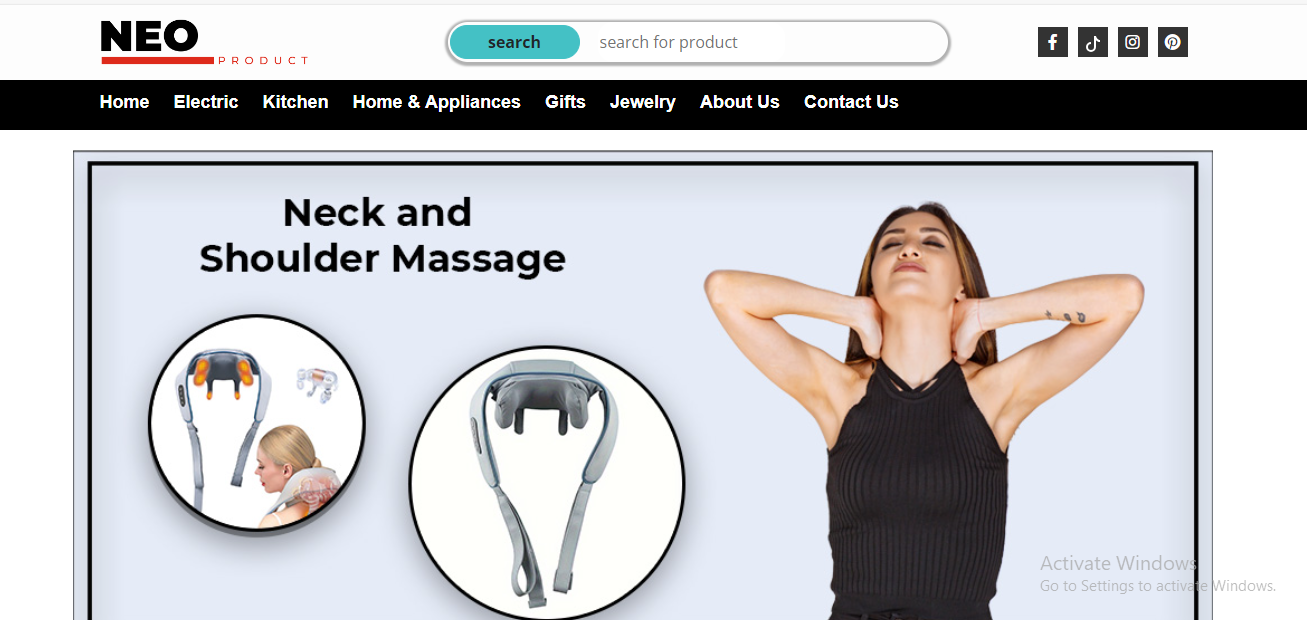 NEO
PRODUCT
search
search for product
Home Electric Kitchen Home & Appliances Gifts Jewelry About Us Contact Us
Neck and
Shoulder Massage
Activate Windows
Go to Settings to activate Windows.